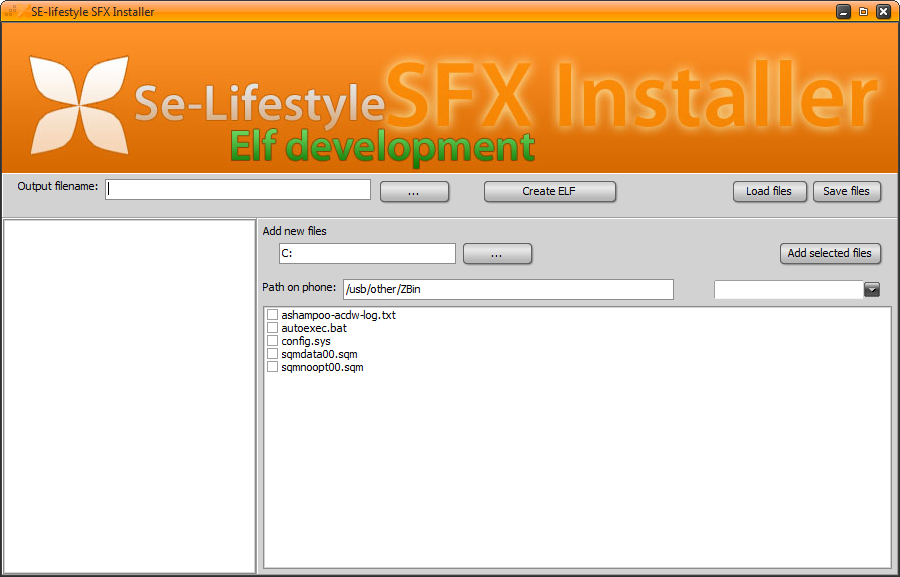 SE-lifestyle SFX Installer
Se-Lifestyle SFX Installer
Elf development
Output filename: ... Create ELF Load files Save files
Add new files
C: ... Add selected files
Path on phone: /usb/other/ZBin
ashampoo-acdw-log.txt
autoexec.bat
config.sys
sqmdata00.sqm
sqmnoopt00.sqm